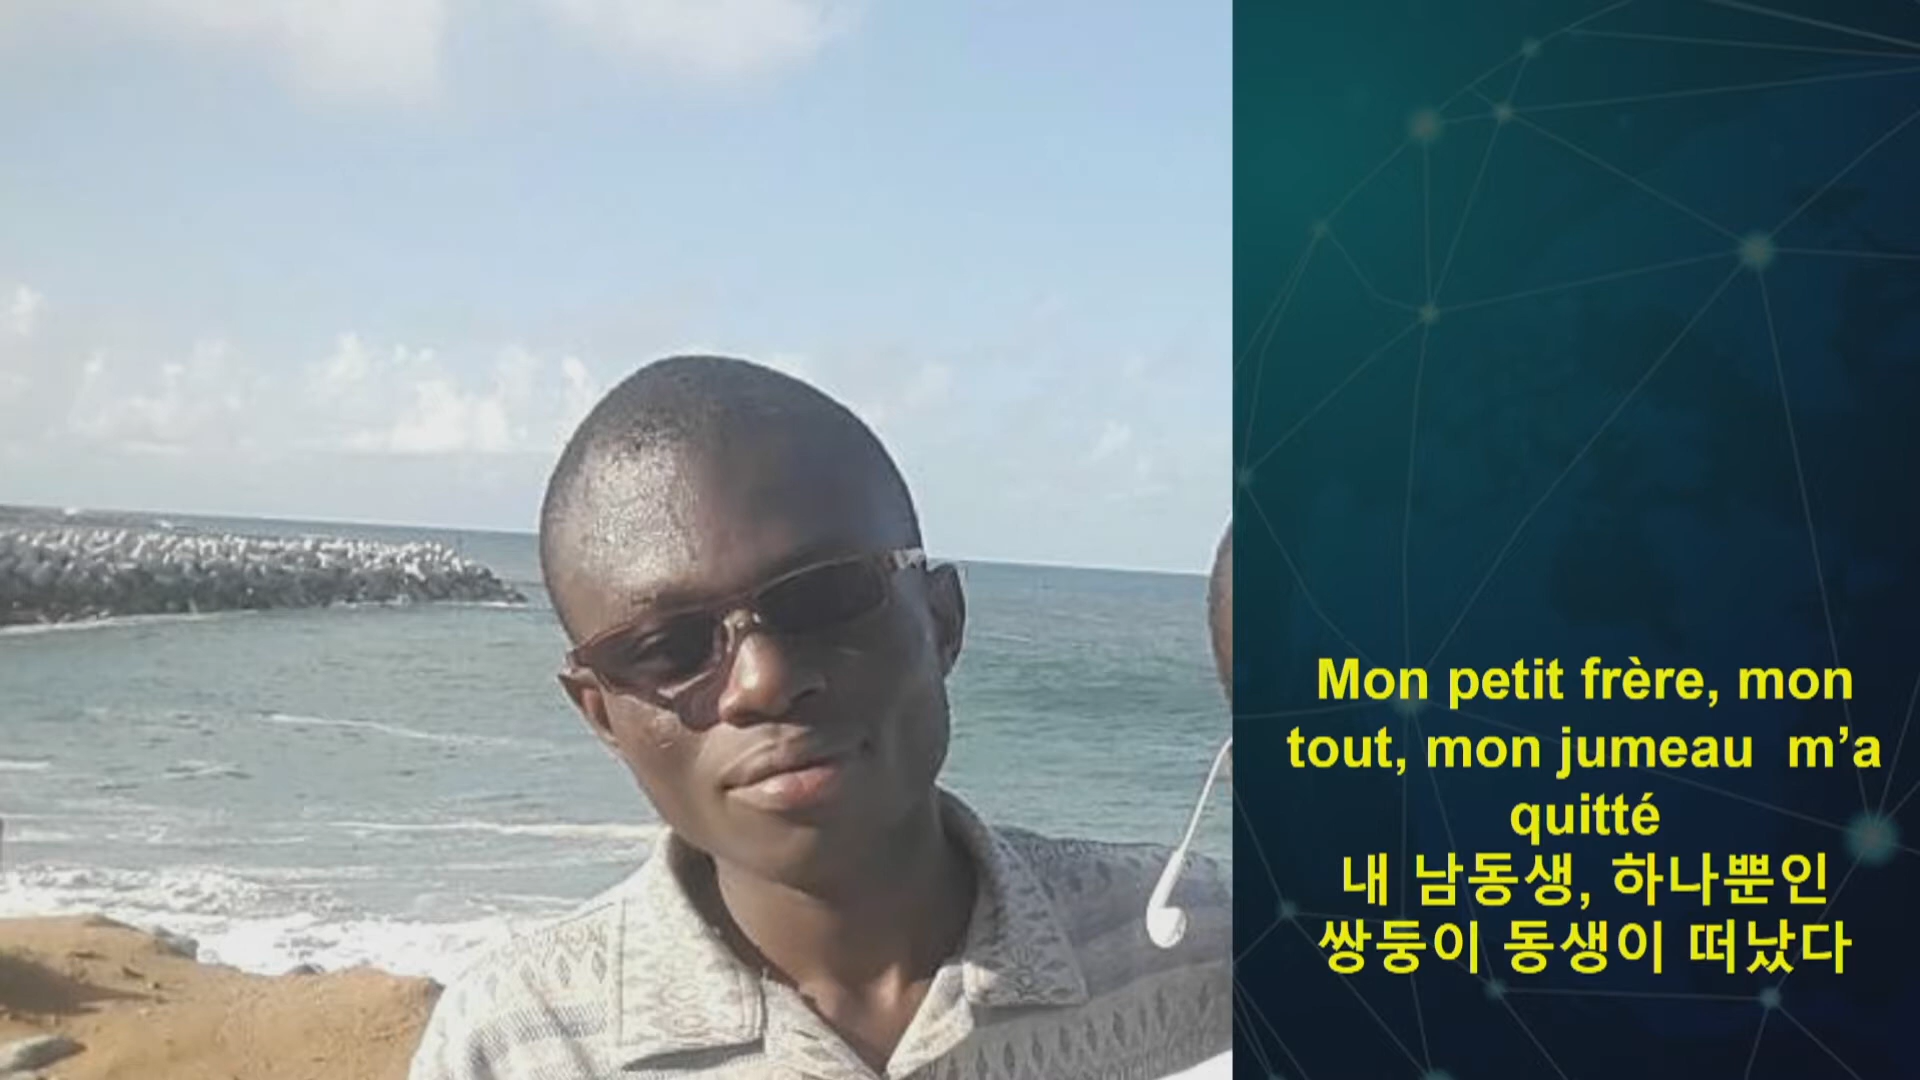 Mon petit frère, mon
tout, mon jumeau  m’a
quitté
내 남동생, 하나뿐인
쌍둥이 동생이 떠났다